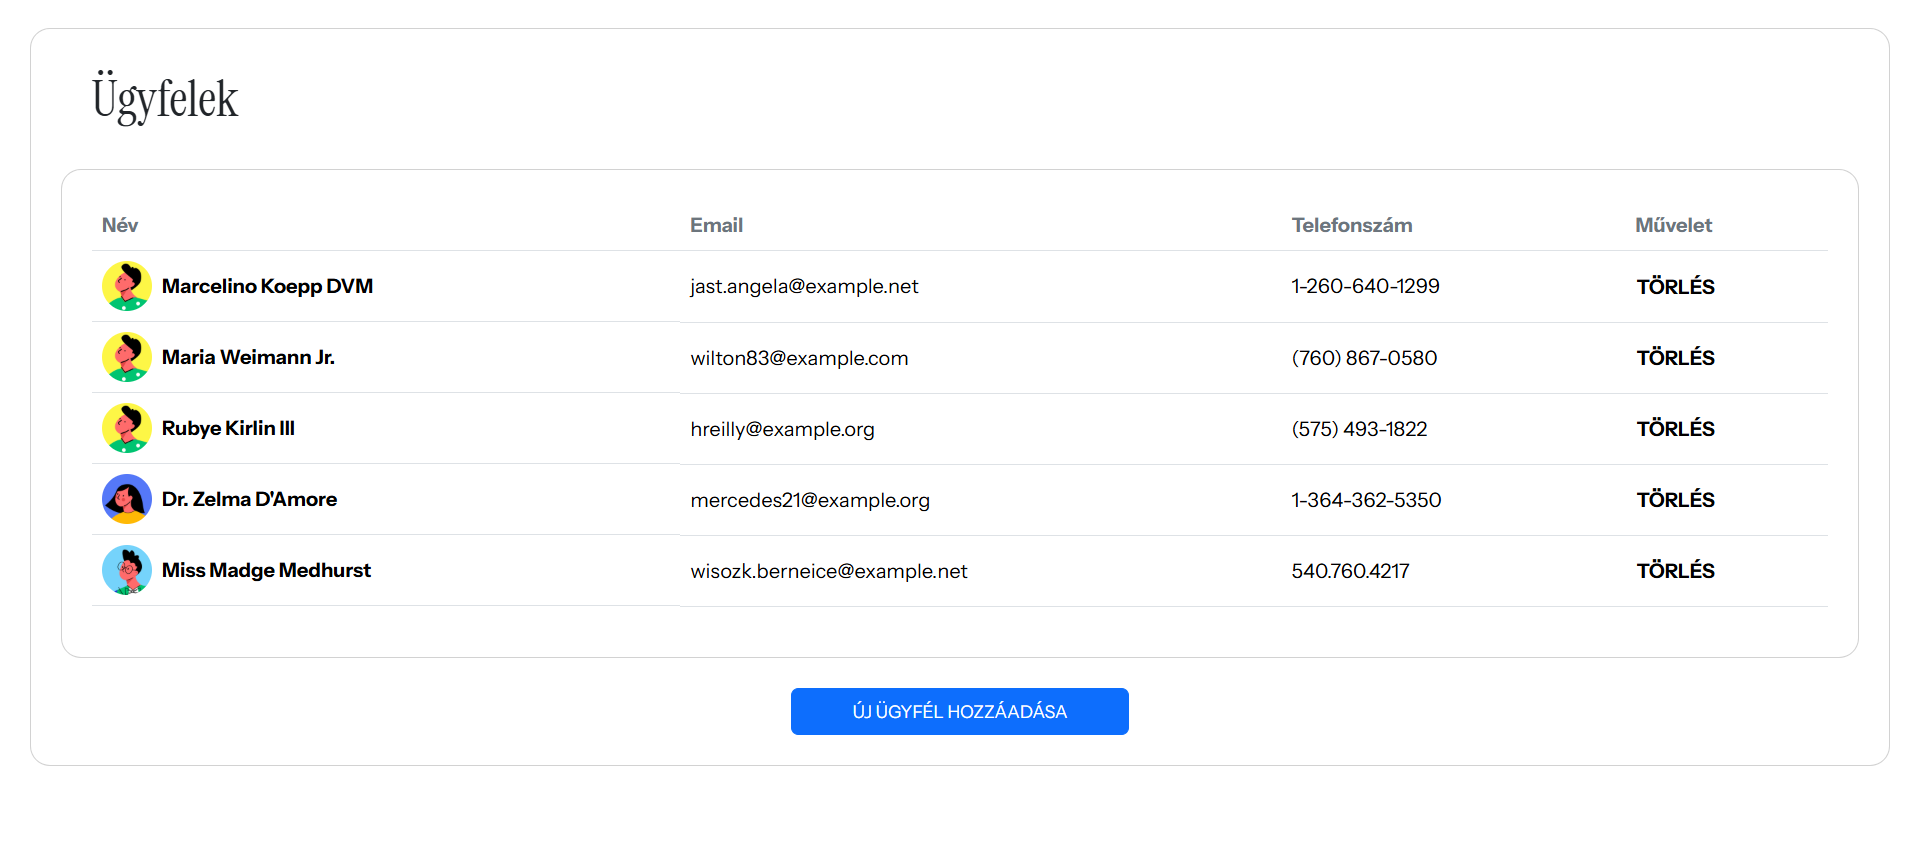 Ügyfelek
Név Email Telefonszám Művelet
Marcelino Koepp DVM jast.angela@example.net 1-260-640-1299 TÖRLÉS
Maria Weimann Jr. wilton83@example.com (760) 867-0580 TÖRLÉS
Rubye Kirlin III hreilly@example.org (575) 493-1822 TÖRLÉS
Dr. Zelma D'Amore mercedes21@example.org 1-364-362-5350 TÖRLÉS
Miss Madge Medhurst wisozk.berneice@example.net 540.760.4217 TÖRLÉS
ÚJ ÜGYFÉL HOZZÁADÁSA